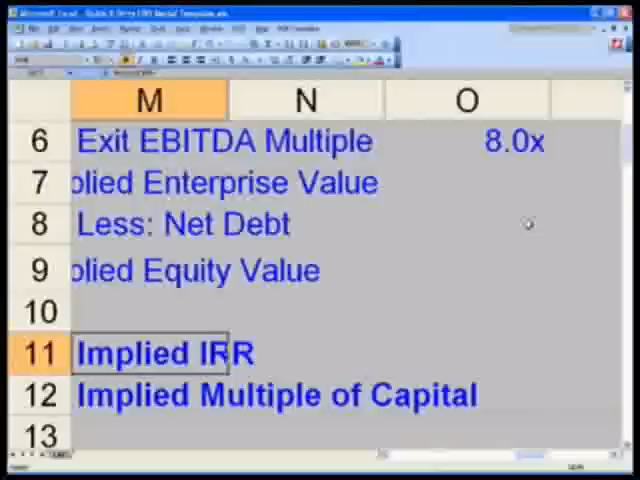 M N O
6 Exit EBITDA Multiple 8.0x
7 plied Enterprise Value
8 Less: Net Debt
9 plied Equity Value
10
11 Implied IRR
12 Implied Multiple of Capital
13